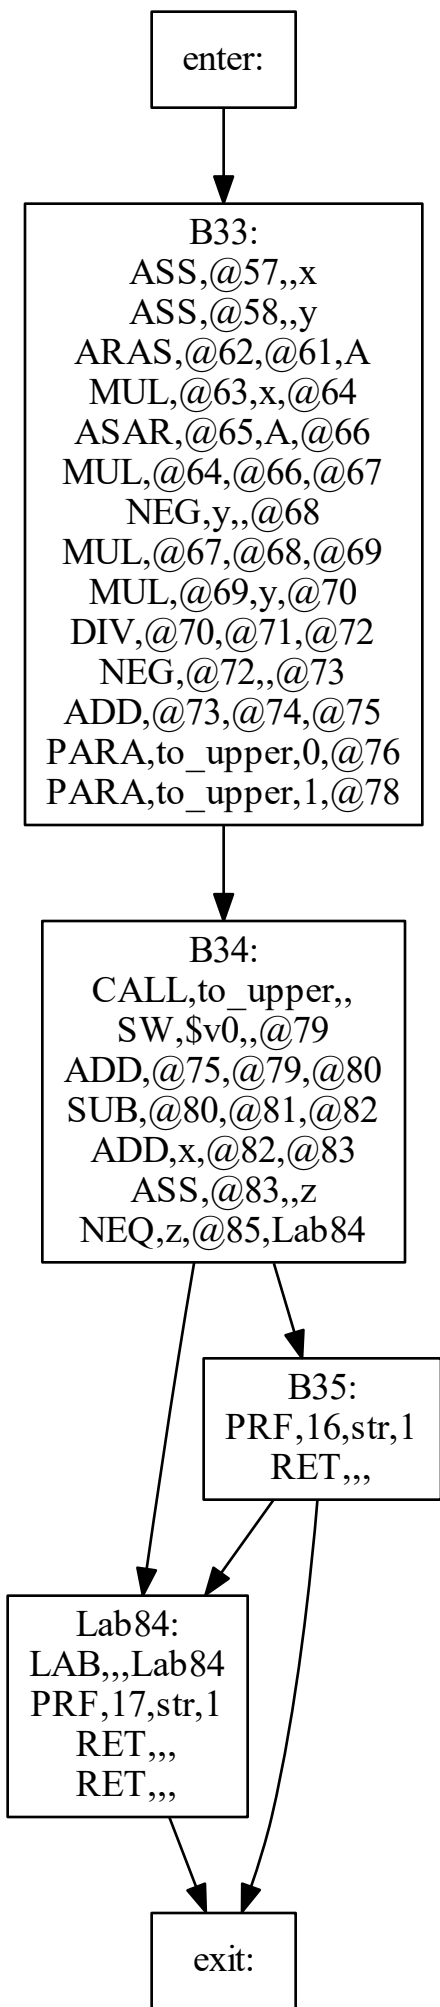 enter:
B33:
ASS,@57,,x
ASS,@58,,y
ARAS,@62,@61,A
MUL,@63,x,@64
ASAR,@65,A,@66
MUL,@64,@66,@67
NEG,y,,@68
MUL,@67,@68,@69
MUL,@69,y,@70
DIV,@70,@71,@72
NEG,@72,,@73
ADD,@73,@74,@75
PARA,to_upper,0,@76
PARA,to_upper,1,@78
B34:
CALL,to_upper,,
SW,$v0,,@79
ADD,@75,@79,@80
SUB,@80,@81,@82
ADD,x,@82,@83
ASS,@83,,z
NEQ,z,@85,Lab84
B35:
PRF,16,str,1
RET,,,
Lab84:
LAB,,,Lab84
PRF,17,str,1
RET,,,
RET,,,
exit: